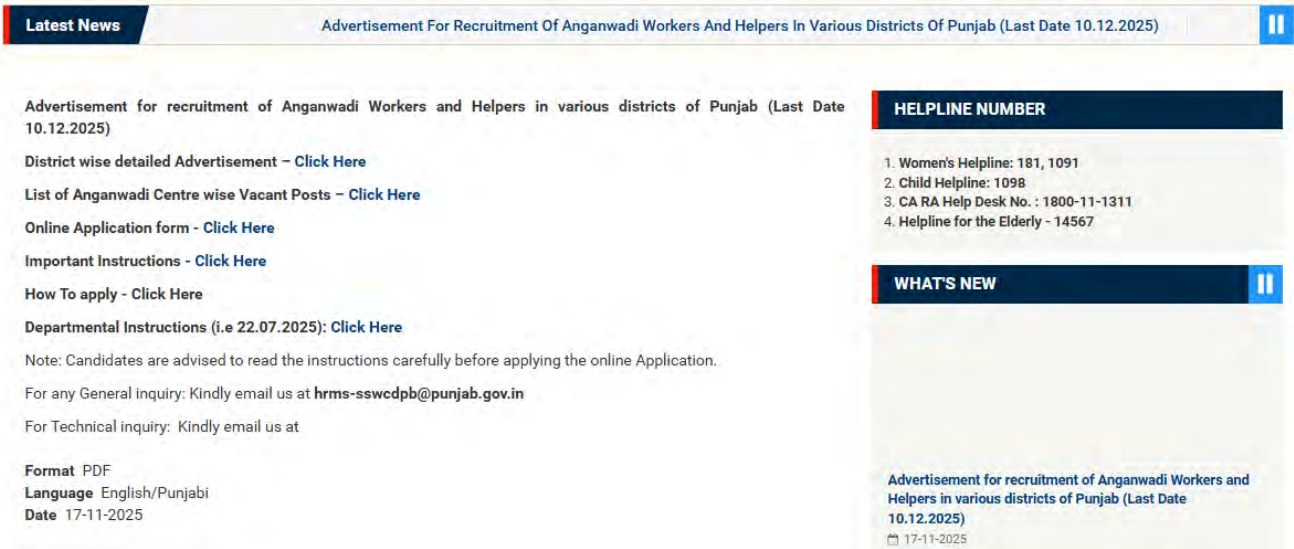 Latest News
Advertisement For Recruitment Of Anganwadi Workers And Helpers In Various Districts Of Punjab (Last Date 10.12.2025)
Advertisement for recruitment of Anganwadi Workers and Helpers in various districts of Punjab (Last Date
10.12.2025)
District wise detailed Advertisement – Click Here
List of Anganwadi Centre wise Vacant Posts – Click Here
Online Application form - Click Here
Important Instructions - Click Here
How To apply - Click Here
Departmental Instructions (i.e 22.07.2025): Click Here
Note: Candidates are advised to read the instructions carefully before applying the online Application.
For any General inquiry: Kindly email us at hrms-sswcdpb@punjab.gov.in
For Technical inquiry: Kindly email us at
Format PDF
Language English/Punjabi
Date 17-11-2025
HELPLINE NUMBER
1. Women's Helpline: 181, 1091
2. Child Helpline: 1098
3. CA RA Help Desk No. : 1800-11-1311
4. Helpline for the Elderly - 14567
WHAT'S NEW
Advertisement for recruitment of Anganwadi Workers and
Helpers in various districts of Punjab (Last Date
10.12.2025)
17-11-2025